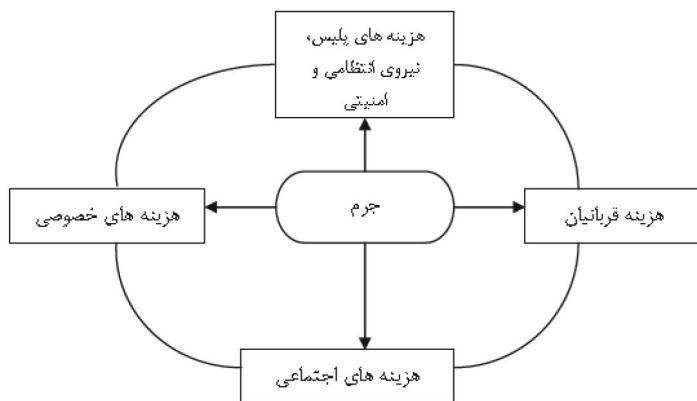 هزینه های پلیس،
نیروی انتظامی و
امنیتی
هزینه قربانیان
جرم
هزینه های خصوصی
هزینه های اجتماعی